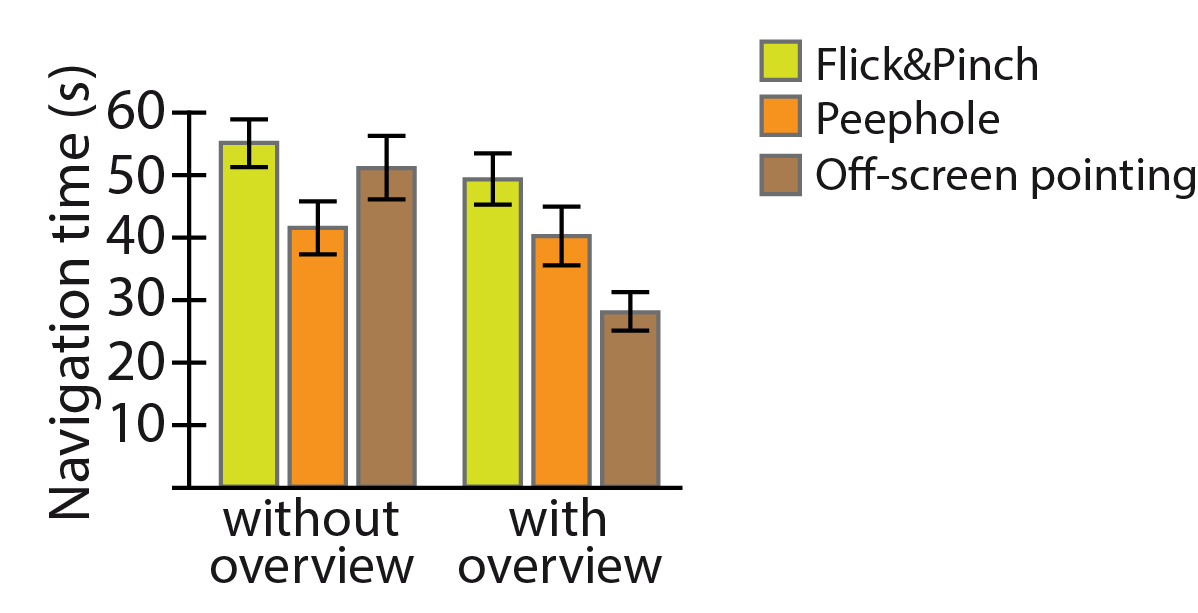 Navigation time (s)
60
50
40
30
20
10
without
overview
with
overview
Flick&Pinch
Peephole
Off-screen pointing